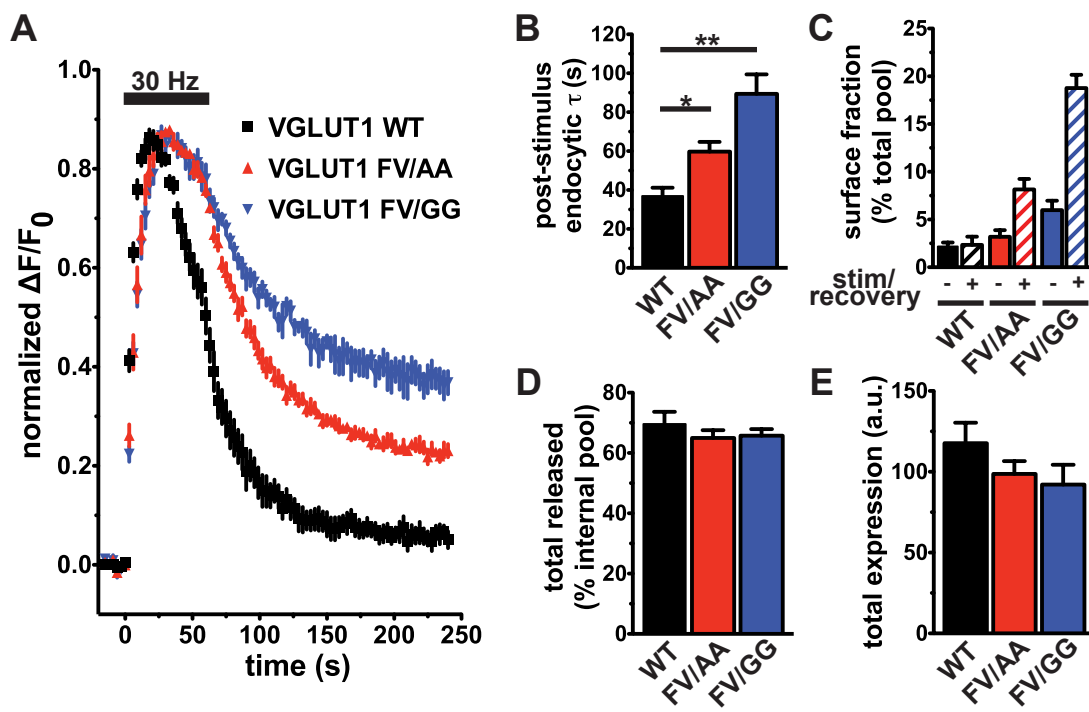 A
normalized ΔF/F0
1.0
0.8
0.6
0.4
0.2
0.0
30 Hz
VGLUT1 WT
VGLUT1 FV/AA
VGLUT1 FV/GG
0 50 100 150 200 250
time (s)
B
post-stimulus
endocytic τ (s)
120
100
80
60
40
20
0
**
*
WT FV/AA FV/GG
C
surface fraction
(% total pool)
25
20
15
10
5
0
stim/
recovery
- + - + - +
WT FV/AA FV/GG
D
total released
(% internal pool)
80
60
40
60
0
WT FV/AA FV/GG
E
total expression (a.u.)
150
100
50
0
WT FV/AA FV/GG